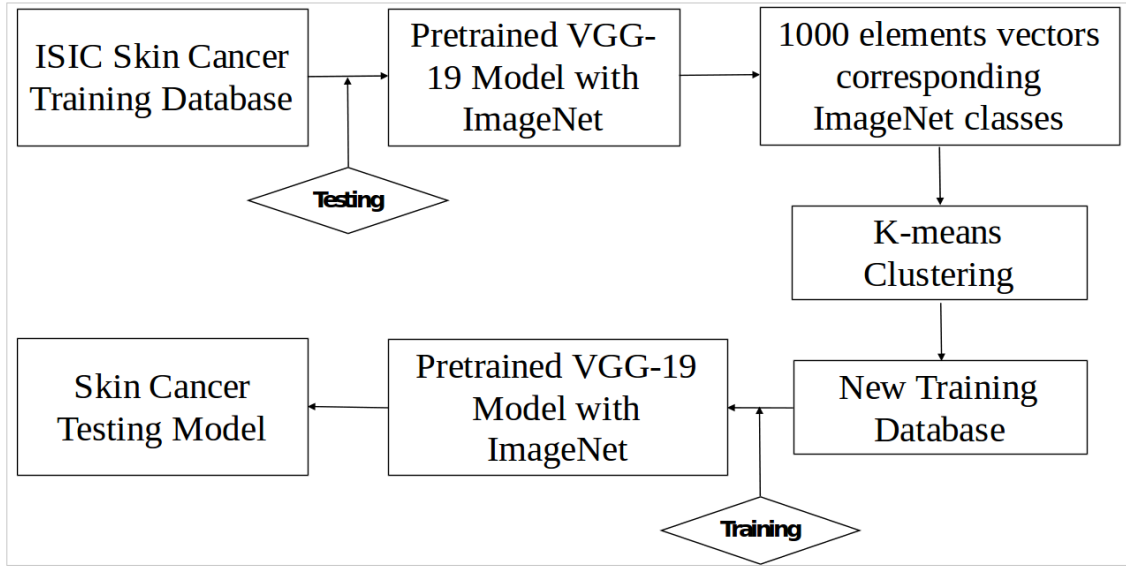 ISIC Skin Cancer
Training Database
Pretrained VGG-
19 Model with
ImageNet
1000 elements vectors
corresponding
ImageNet classes
Testing
K-means
Clustering
Skin Cancer
Testing Model
Pretrained VGG-19
Model with
ImageNet
New Training
Database
Training